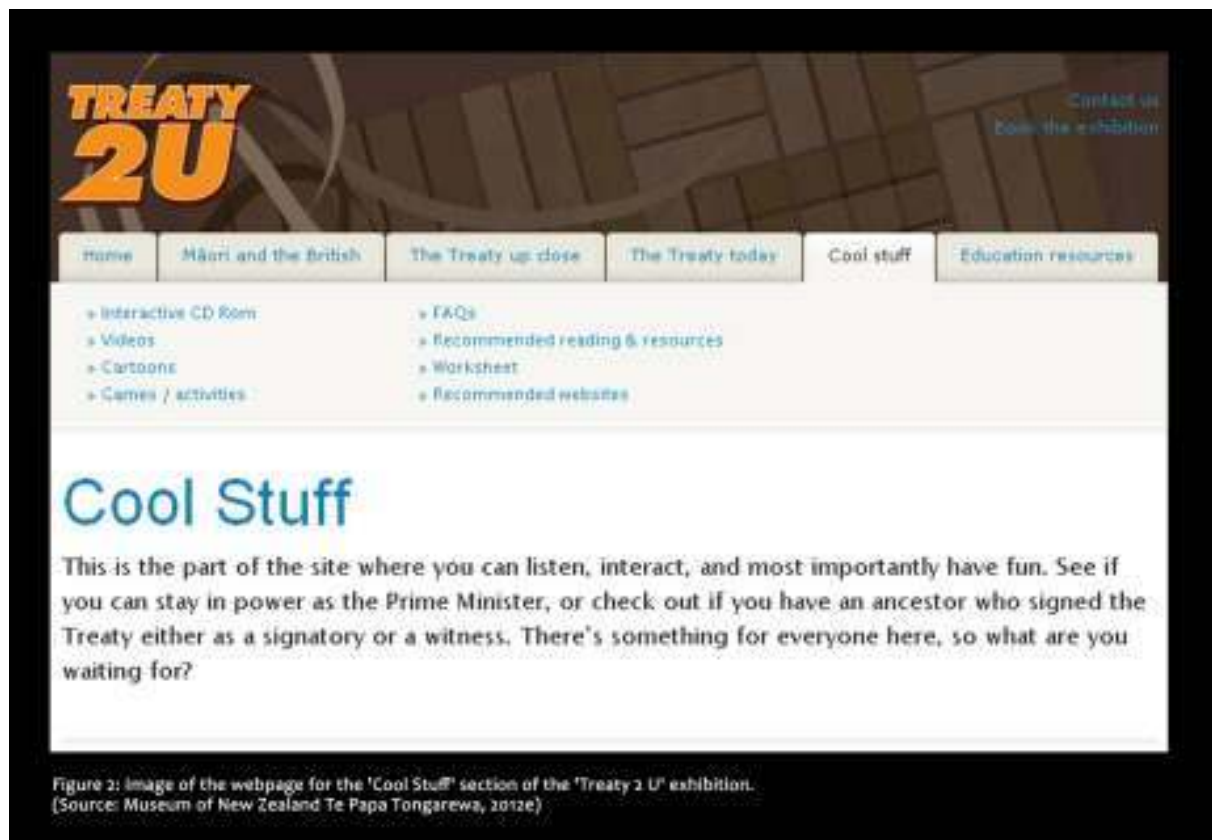 TREATY
2U
Contact us
Book the exhibition
Home
Māori and the British
The Treaty up close
The Treaty today
Cool stuff
Education resources
» Interactive CD Rom
» Videos
» Cartoons
» Games / activities
» FAQs
» Recommended reading & resources
» Worksheet
» Recommended websites
Cool Stuff
This is the part of the site where you can listen, interact, and most importantly have fun. See if
you can stay in power as the Prime Minister, or check out if you have an ancestor who signed the
Treaty either as a signatory or a witness. There's something for everyone here, so what are you
waiting for?
Figure 2: Image of the webpage for the 'Cool Stuff' section of the 'Treaty 2 U' exhibition.
(Source: Museum of New Zealand Te Papa Tongarewa, 2012e)